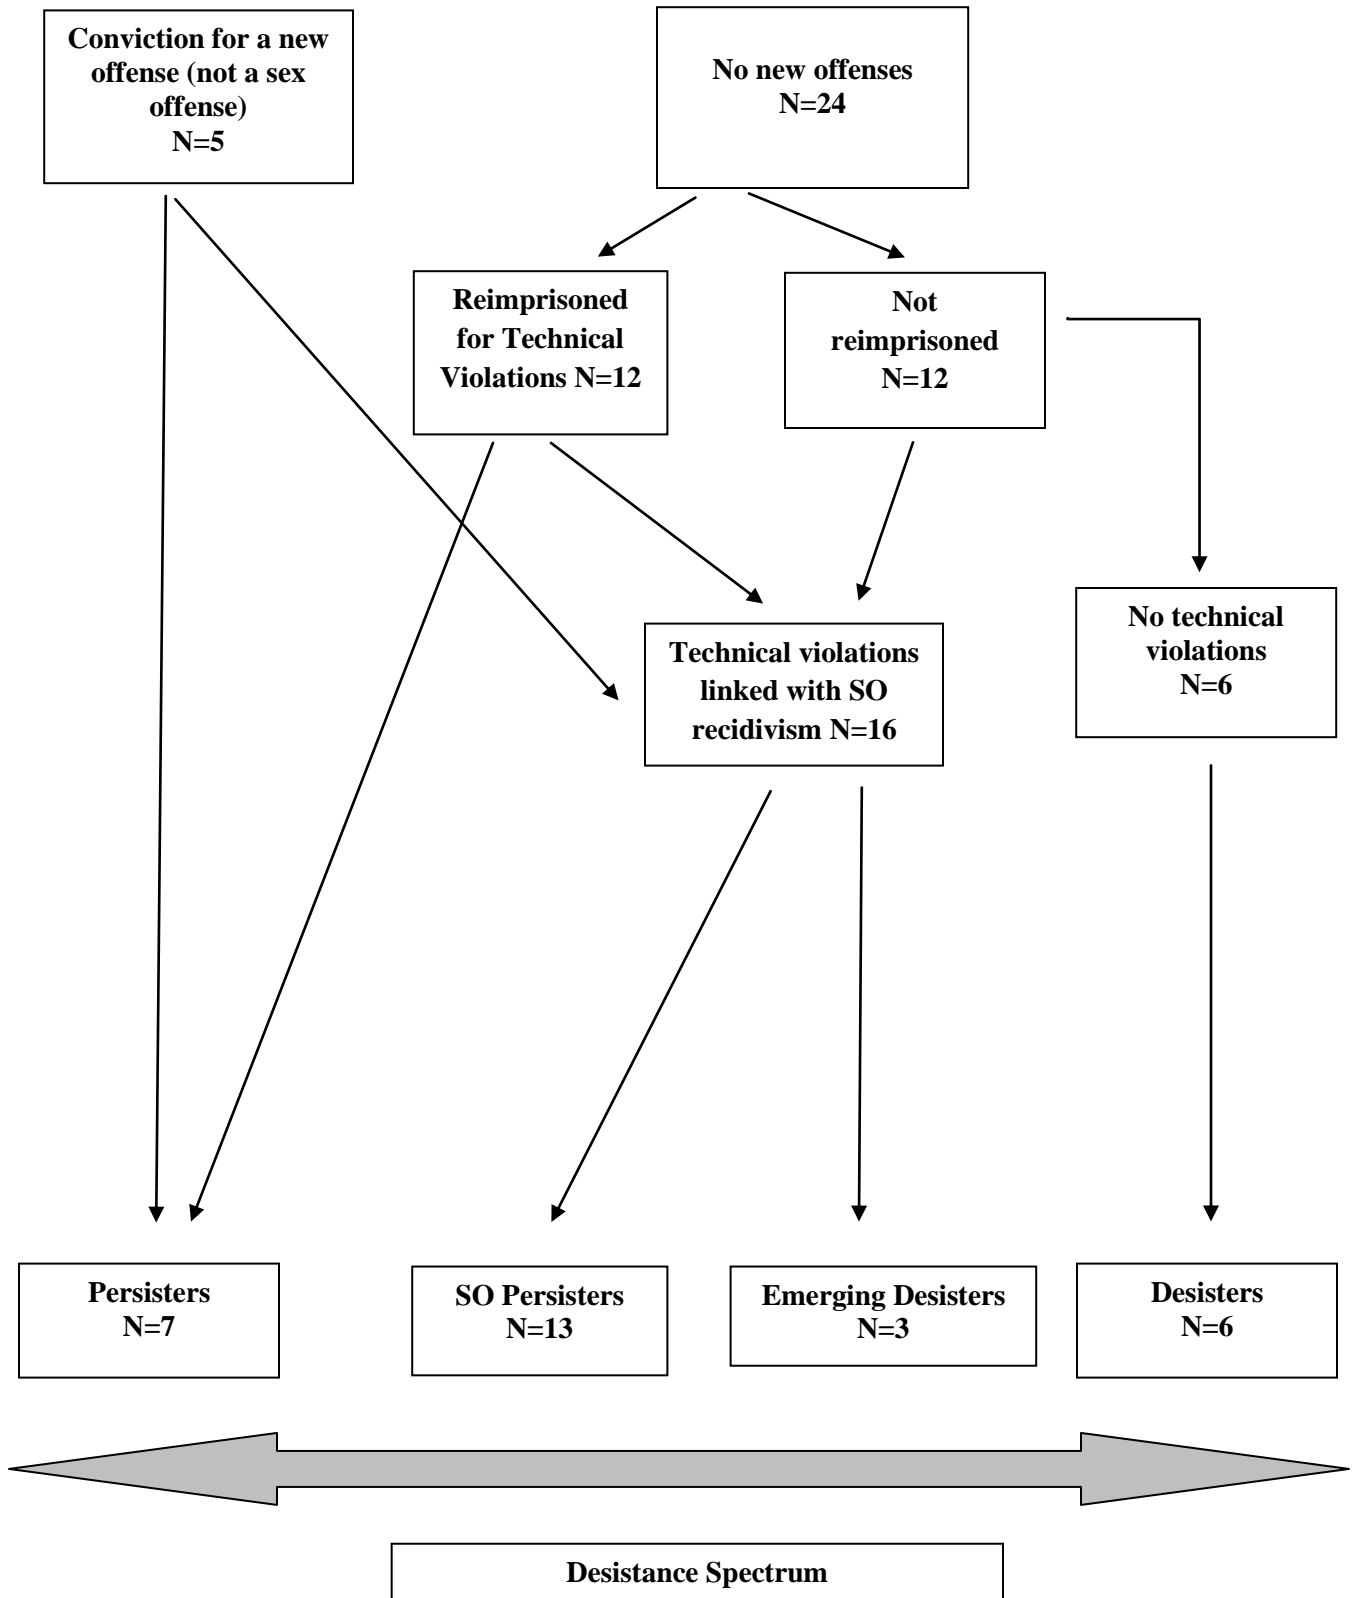 Conviction for a new
offense (not a sex
offense)
N=5
No new offenses
N=24
Reimprisoned
for Technical
Violations N=12
Not
reimprisoned
N=12
Technical violations
linked with SO
recidivism N=16
No technical
violations
N=6
Persisters
N=7
SO Persisters
N=13
Emerging Desisters
N=3
Desisters
N=6
Desistance Spectrum